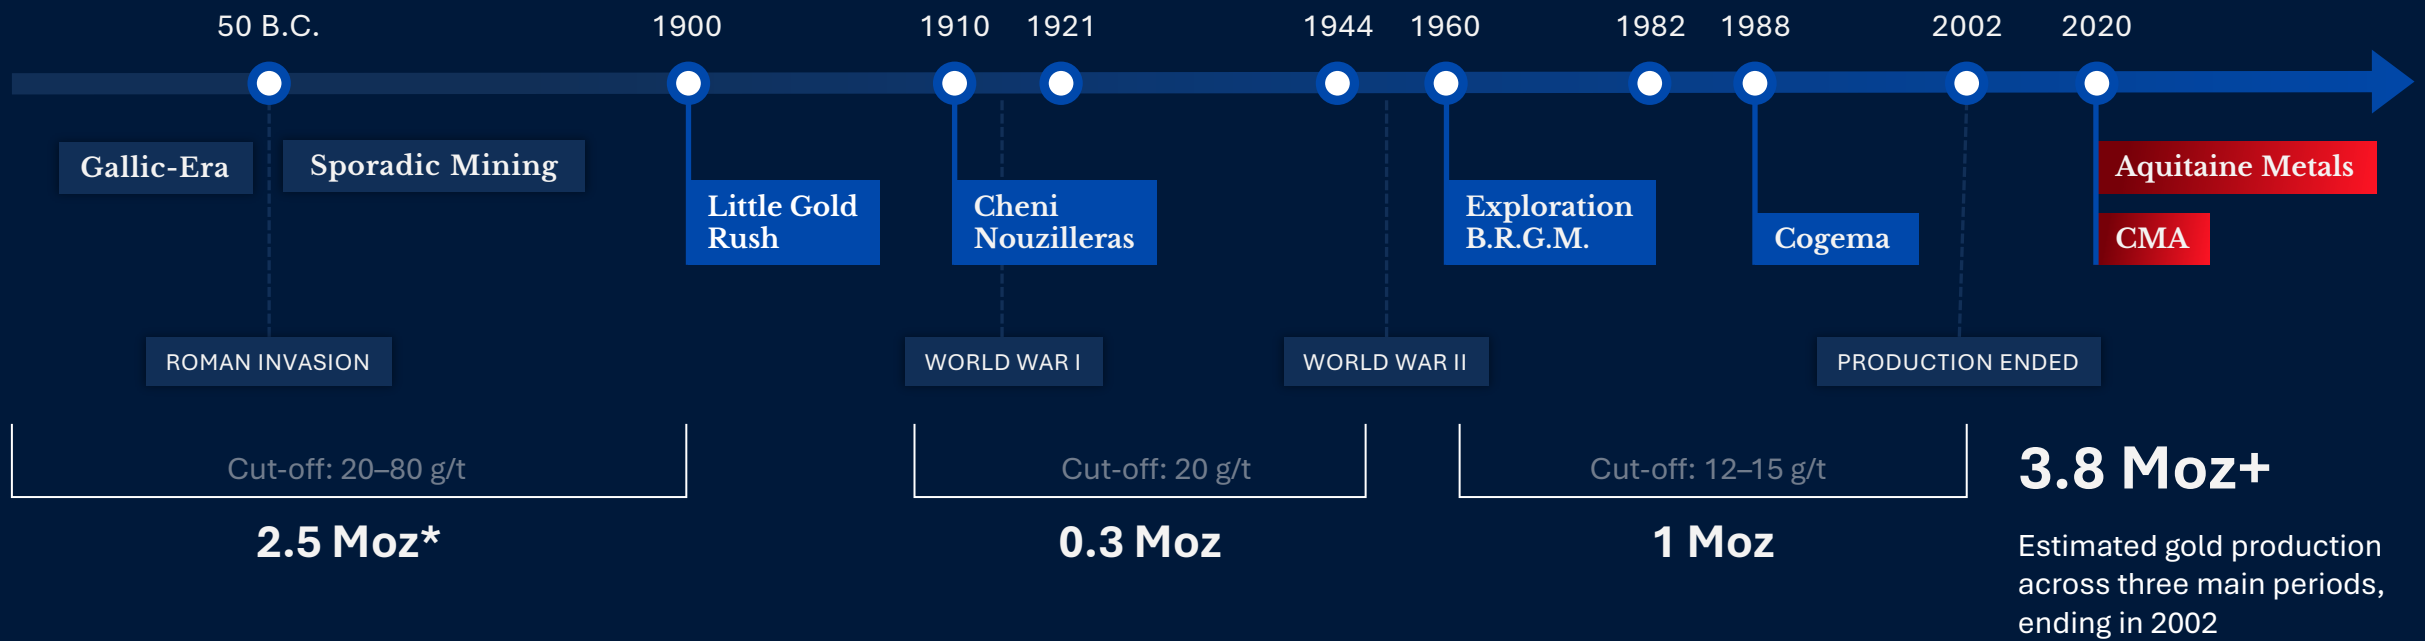 50 B.C.
1900
1910
1921
1944
1960
1982
1988
2002
2020
Gallic-Era
Sporadic Mining
Little Gold
Rush
Cheni
Nouzilleras
Exploration
B.R.G.M.
Cogema
Aquitaine Metals
CMA
ROMAN INVASION
WORLD WAR I
WORLD WAR II
PRODUCTION ENDED
Cut-off: 20–80 g/t
2.5 Moz*
Cut-off: 20 g/t
0.3 Moz
Cut-off: 12–15 g/t
1 Moz
3.8 Moz+
Estimated gold production
across three main periods,
ending in 2002